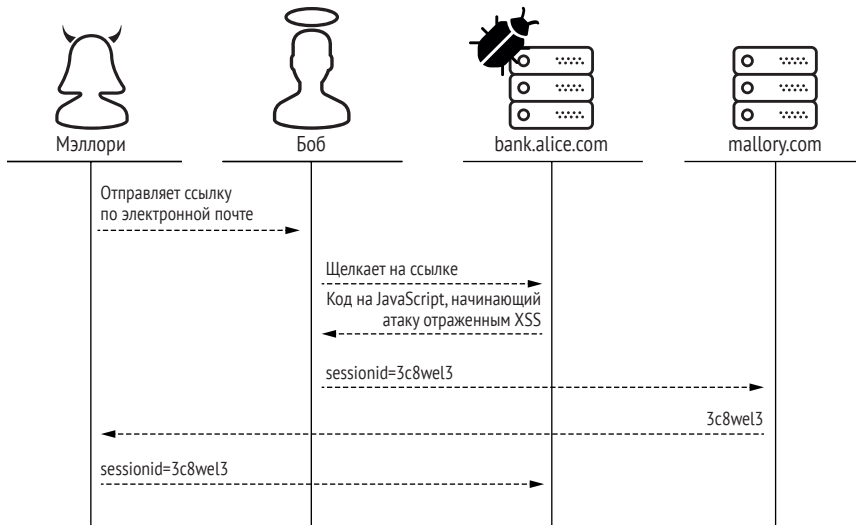 Мэллори
Боб
bank.alice.com
mallory.com
Отправляет ссылку
по электронной почте
Щелкает на ссылке
Код на JavaScript, начинающий
атаку отраженным XSS
sessionid=3c8wel3
3c8wel3
sessionid=3c8wel3